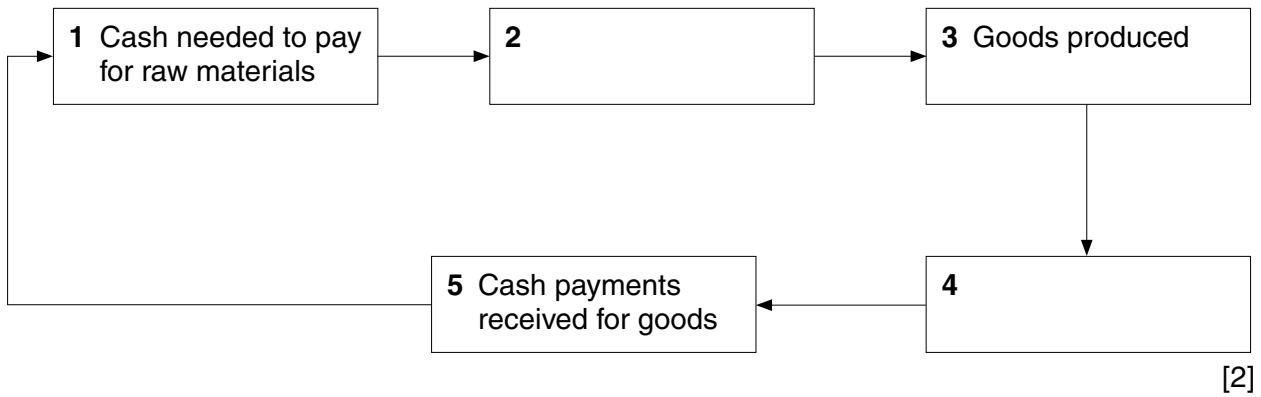 1 Cash needed to pay
for raw materials
2
3 Goods produced
4
5 Cash payments
received for goods
[2]